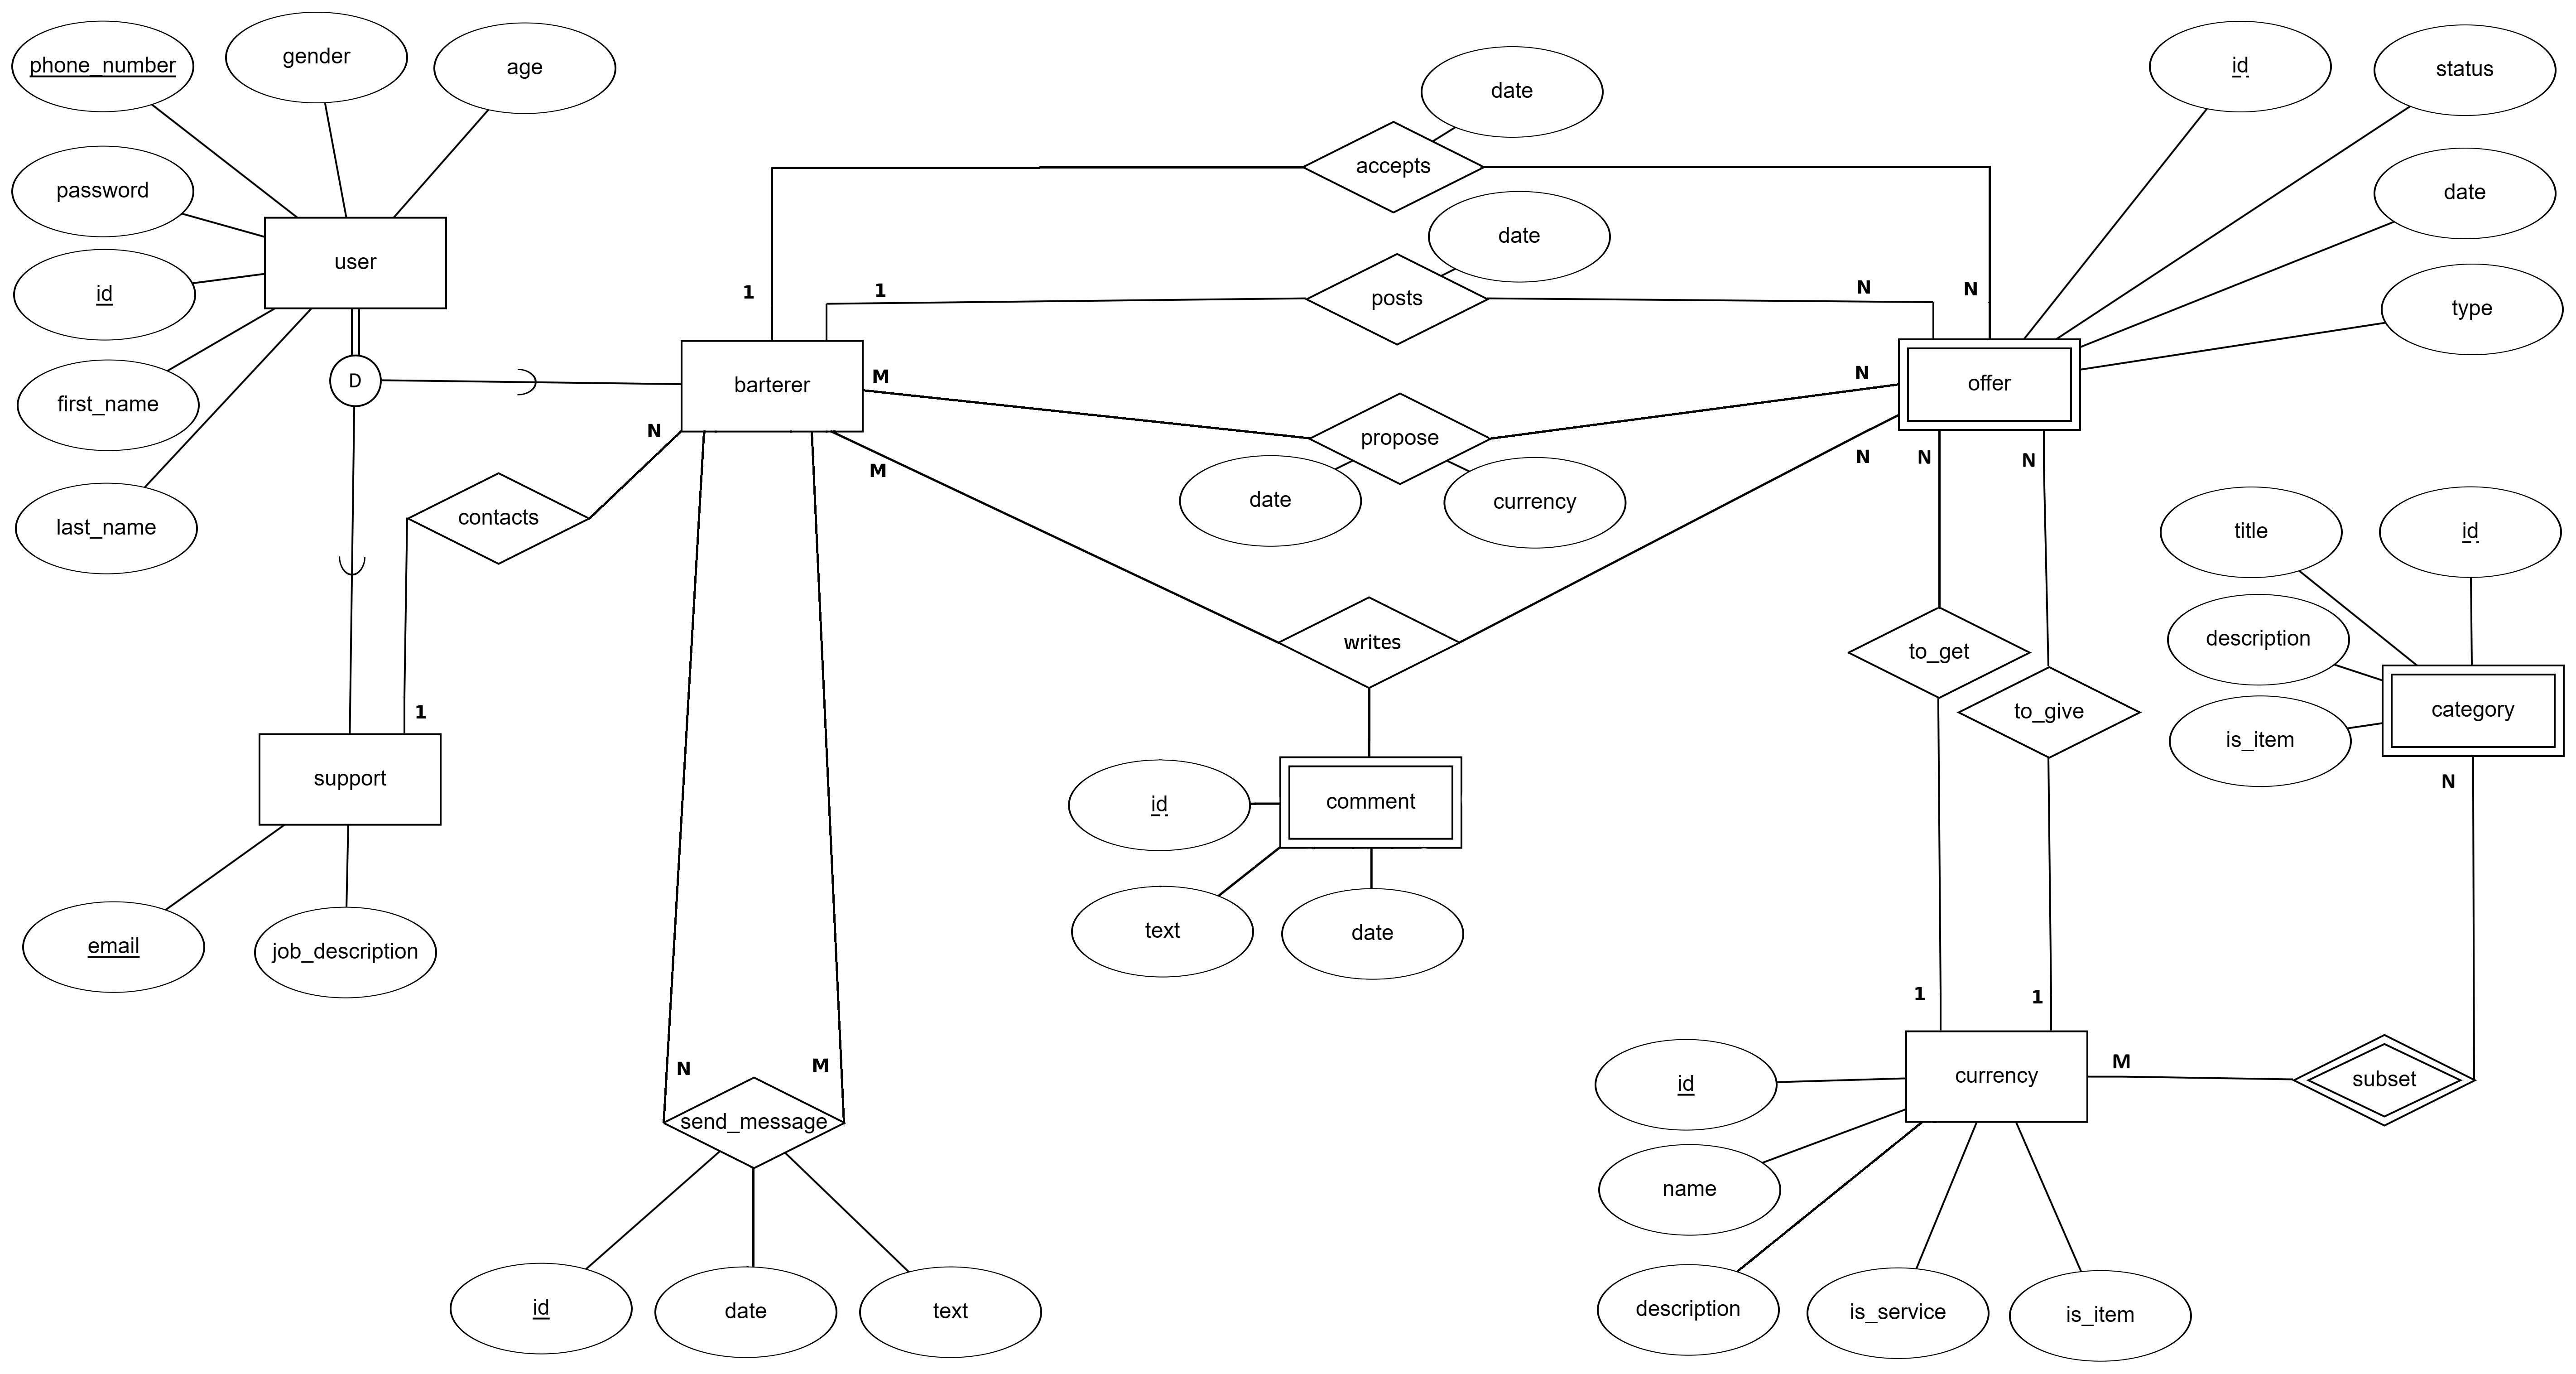 phone_number
gender
age
password
user
id
first_name
last_name
D
date
accepts
date
posts
1
1
N
N
id
status
date
type
barterer
M
N
offer
propose
date
currency
N
contacts
M
N
N
N
writes
to_get
to_give
title
id
description
category
is_item
N
1
support
email
job_description
id
comment
text
date
N
M
send_message
id
date
text
1
1
id
currency
M
subset
name
description
is_service
is_item